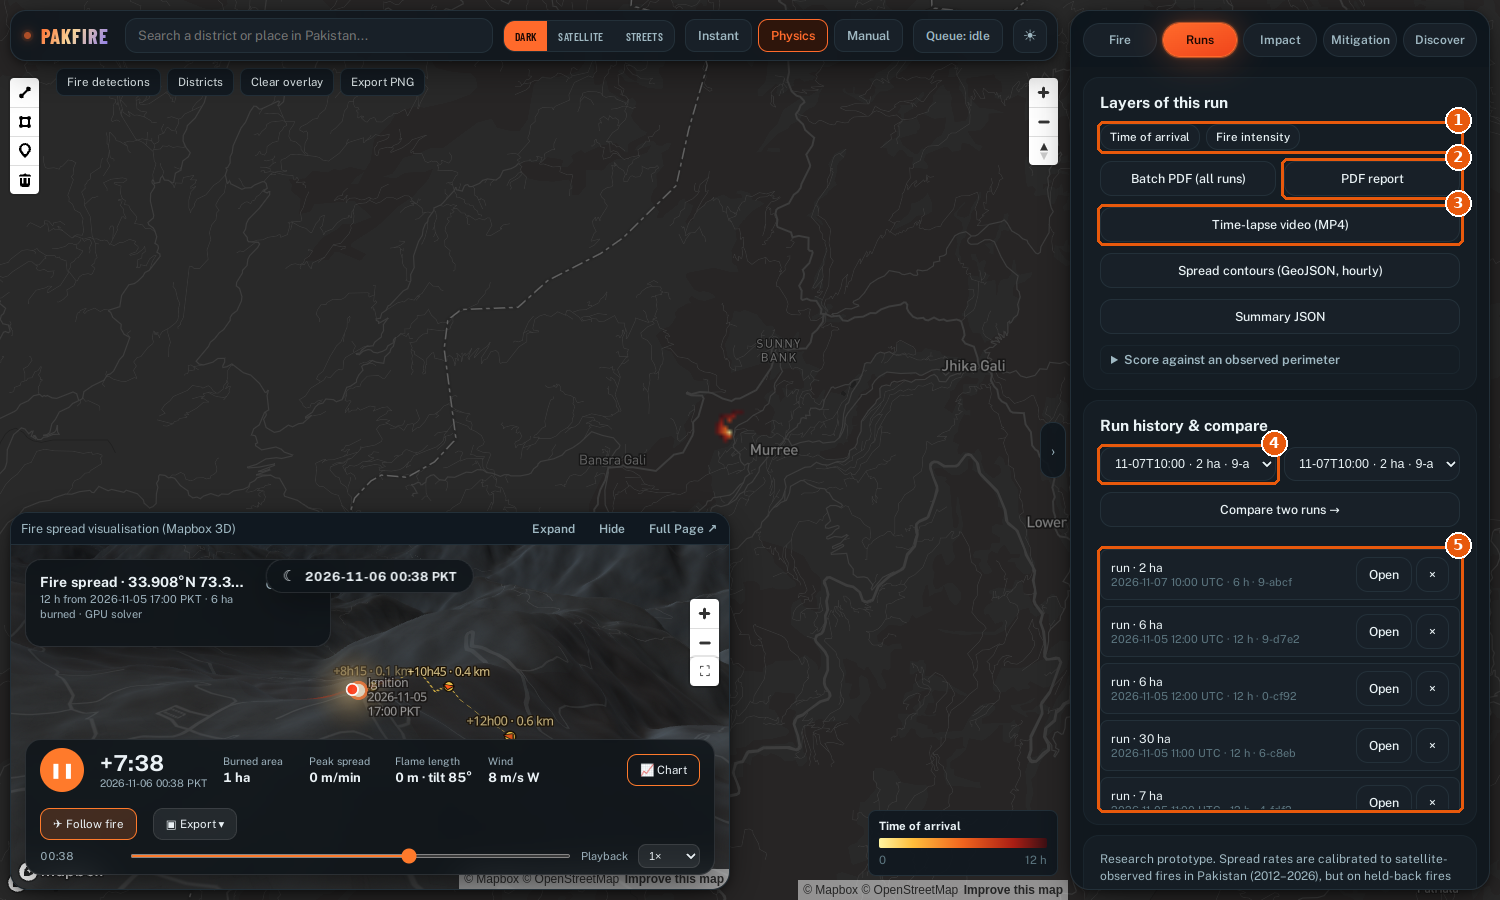 PAKFIRE
Search a district or place in Pakistan...
DARK SATELLITE STREETS
Instant
Physics
Manual
Queue: idle
Fire
Runs
Impact
Mitigation
Discover
Fire detections
Districts
Clear overlay
Export PNG
Layers of this run
1
Time of arrival
Fire intensity
2
Batch PDF (all runs)
PDF report
3
Time-lapse video (MP4)
Spread contours (GeoJSON, hourly)
Summary JSON
▶ Score against an observed perimeter
Run history & compare
4
11-07T10:00 · 2 ha · 9-a
11-07T10:00 · 2 ha · 9-a
Compare two runs →
5
run · 2 ha
2026-11-07 10:00 UTC · 6 h · 9-abcf
Open ×
run · 6 ha
2026-11-05 12:00 UTC · 12 h · 9-d7e2
Open ×
run · 6 ha
2026-11-05 12:00 UTC · 12 h · 0-cf92
Open ×
run · 30 ha
2026-11-05 11:00 UTC · 12 h · 6-c8eb
Open ×
run · 7 ha
Open ×
Research prototype. Spread rates are calibrated to satellite-
observed fires in Pakistan (2012–2026), but on held-back fires
SUNNY
BANK
Jhika Gali
Murree
Bansra Gali
Lower
Fire spread visualisation (Mapbox 3D)
Expand
Hide
Full Page ↗
Fire spread · 33.908°N 73.3...
12 h from 2026-11-05 17:00 PKT · 6 ha
burned · GPU solver
☾ 2026-11-06 00:38 PKT
+8h15 · 0.1 km
+10h45 · 0.4 km
Ignition
2026-11-05
17:00 PKT
+12h00 · 0.6 km
+7:38
2026-11-06 00:38 PKT
Burned area
1 ha
Peak spread
0 m/min
Flame length
0 m · tilt 85°
Wind
8 m/s W
Chart
✈ Follow fire
▣ Export ▾
00:38
Playback
1×
mapbox
© Mapbox © OpenStreetMap Improve this map
Time of arrival
0 12 h
© Mapbox © OpenStreetMap Improve this map